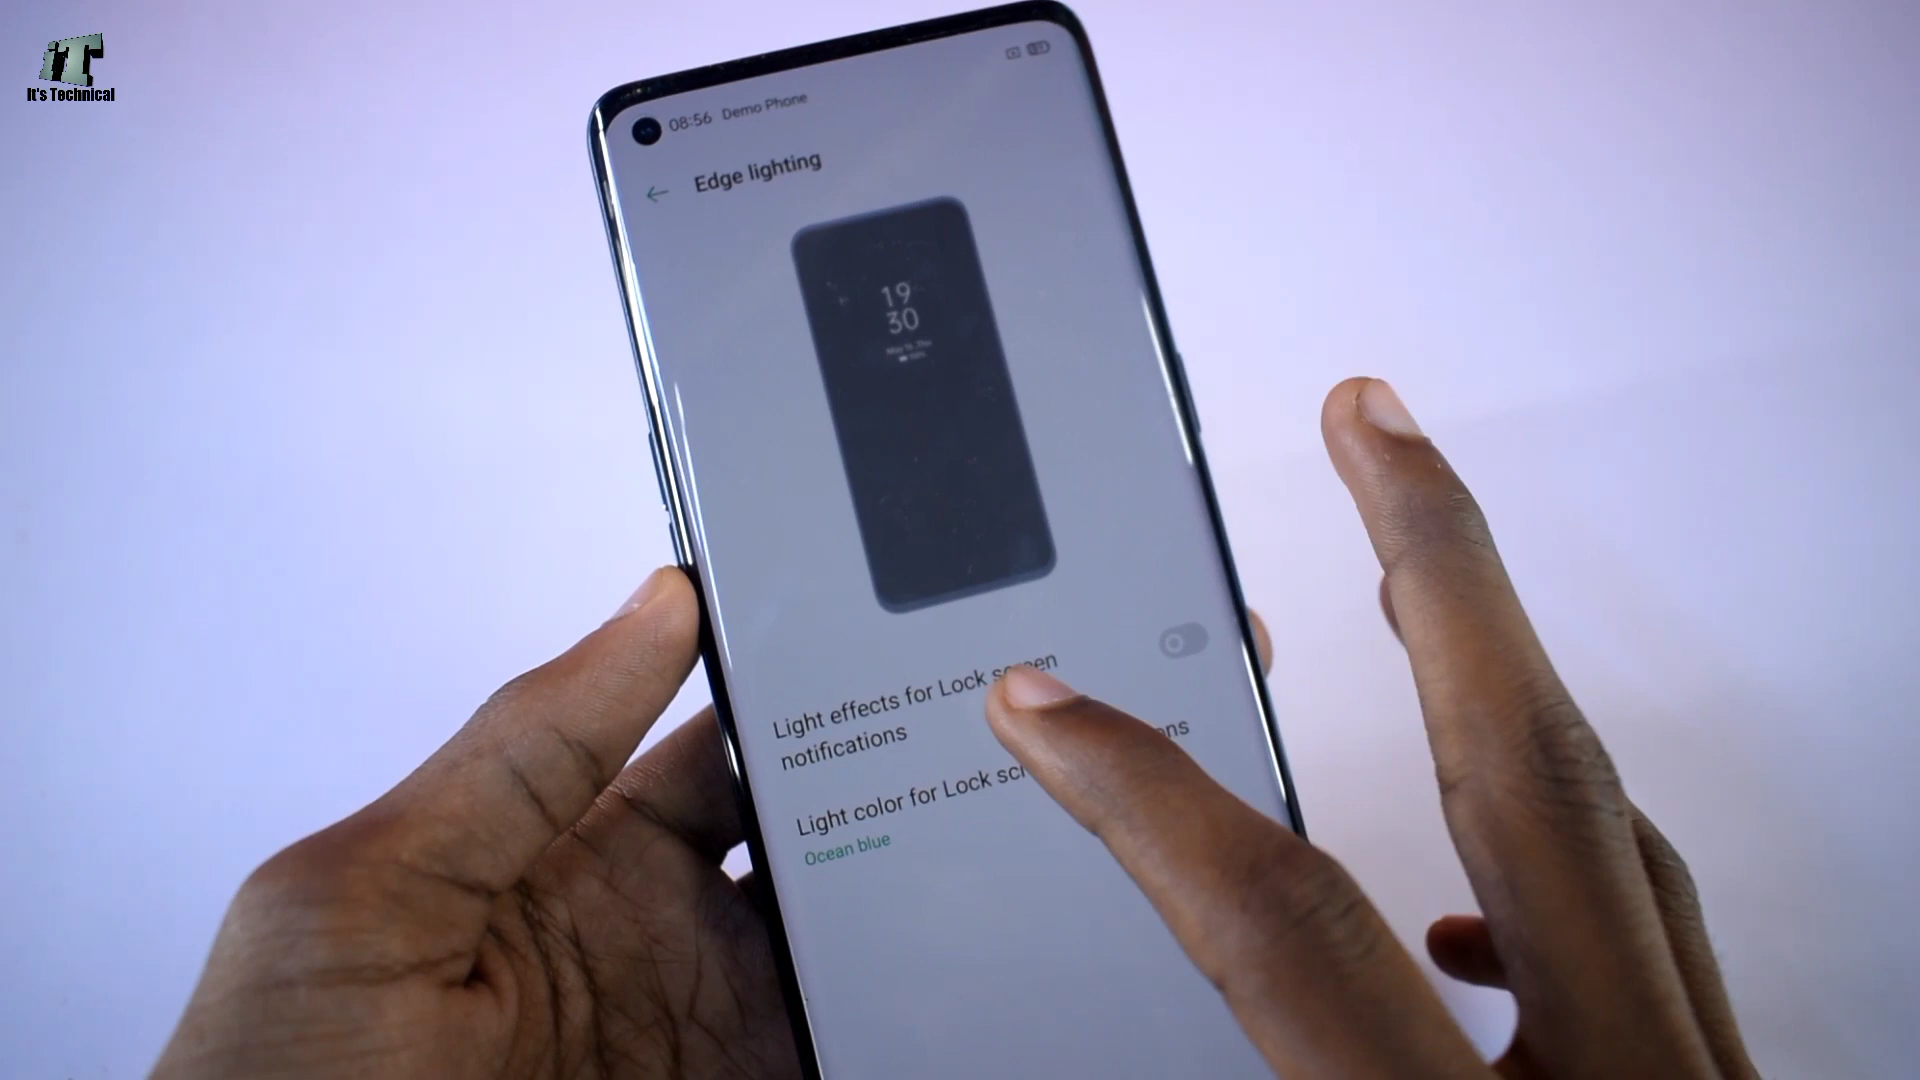 iT
It's Technical
08:56 Demo Phone
Edge lighting
19
30
Light effects for Lock screen
notifications
Light color for Lock
Ocean blue